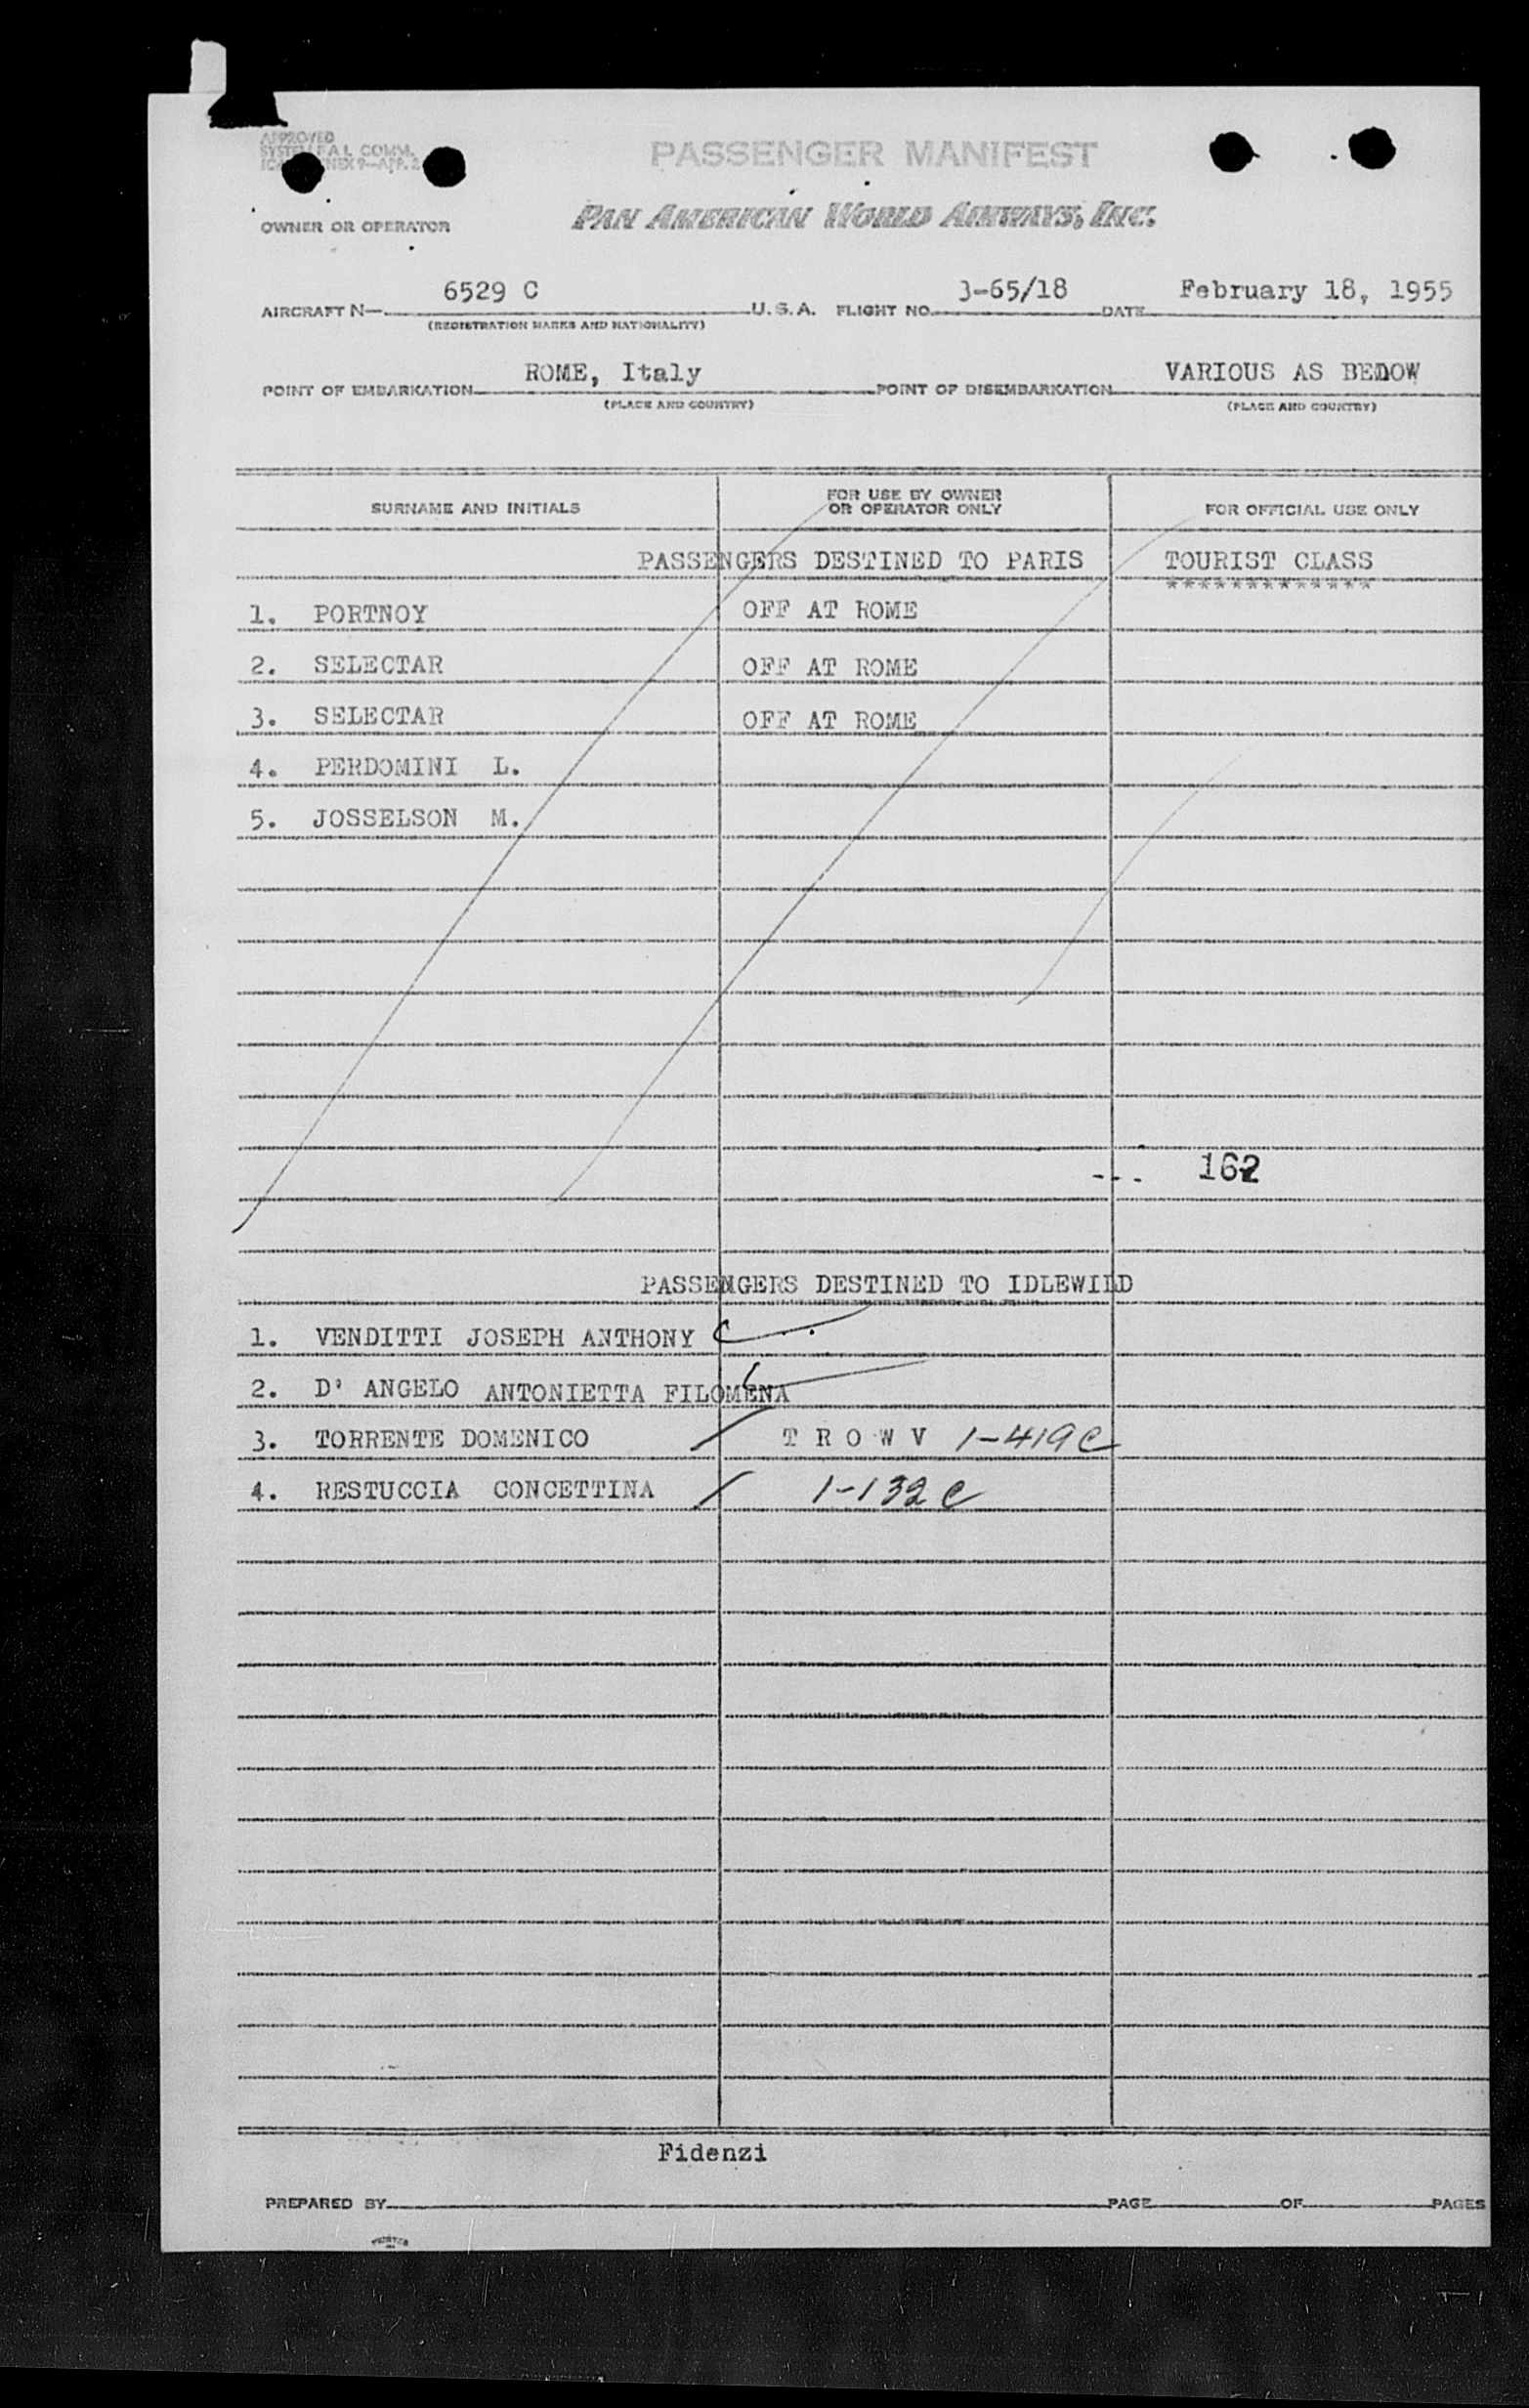 APPROVED
PASSENGER MANIFEST
OWNER OR OPERATOR PAN AMERICAN WORLD AIRWAYS, INC.
AIRCRAFT N— 6529 C U.S.A. FLIGHT NO. 3-65/18 DATE February 18, 1955
(REGISTRATION MARKS AND NATIONALITY)
POINT OF EMBARKATION ROME, Italy POINT OF DISEMBARKATION VARIOUS AS BEDOW
(PLACE AND COUNTRY) (PLACE AND COUNTRY)
SURNAME AND INITIALS FOR USE BY OWNER OR OPERATOR ONLY FOR OFFICIAL USE ONLY
PASSENGERS DESTINED TO PARIS TOURIST CLASS
*************
1. PORTNOY OFF AT ROME
2. SELECTAR OFF AT ROME
3. SELECTAR OFF AT ROME
4. PERDOMINI L.
5. JOSSELSON M.
162
PASSENGERS DESTINED TO IDLEWILD
1. VENDITTI JOSEPH ANTHONY
2. D' ANGELO ANTONIETTA FILOMENA
3. TORRENTE DOMENICO T R O W V 1-419C
4. RESTUCCIA CONCETTINA 1-132C
Fidenzi
PREPARED BY PAGE OF PAGES